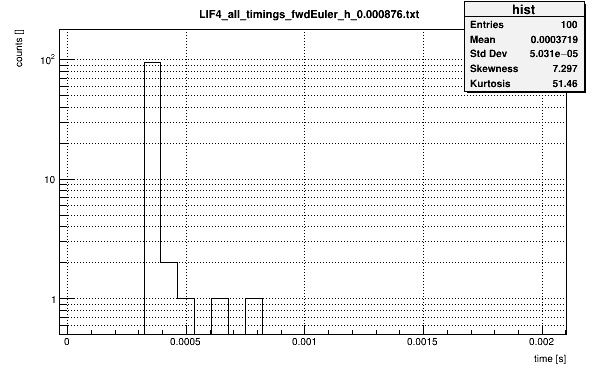 LIF4_all_timings_fwdEuler_h_0.000876.txt
hist
Entries 100
Mean 0.0003719
Std Dev 5.031e−05
Skewness 7.297
Kurtosis 51.46
counts []
10²
10
1
0 0.0005 0.001 0.0015 0.002
time [s]